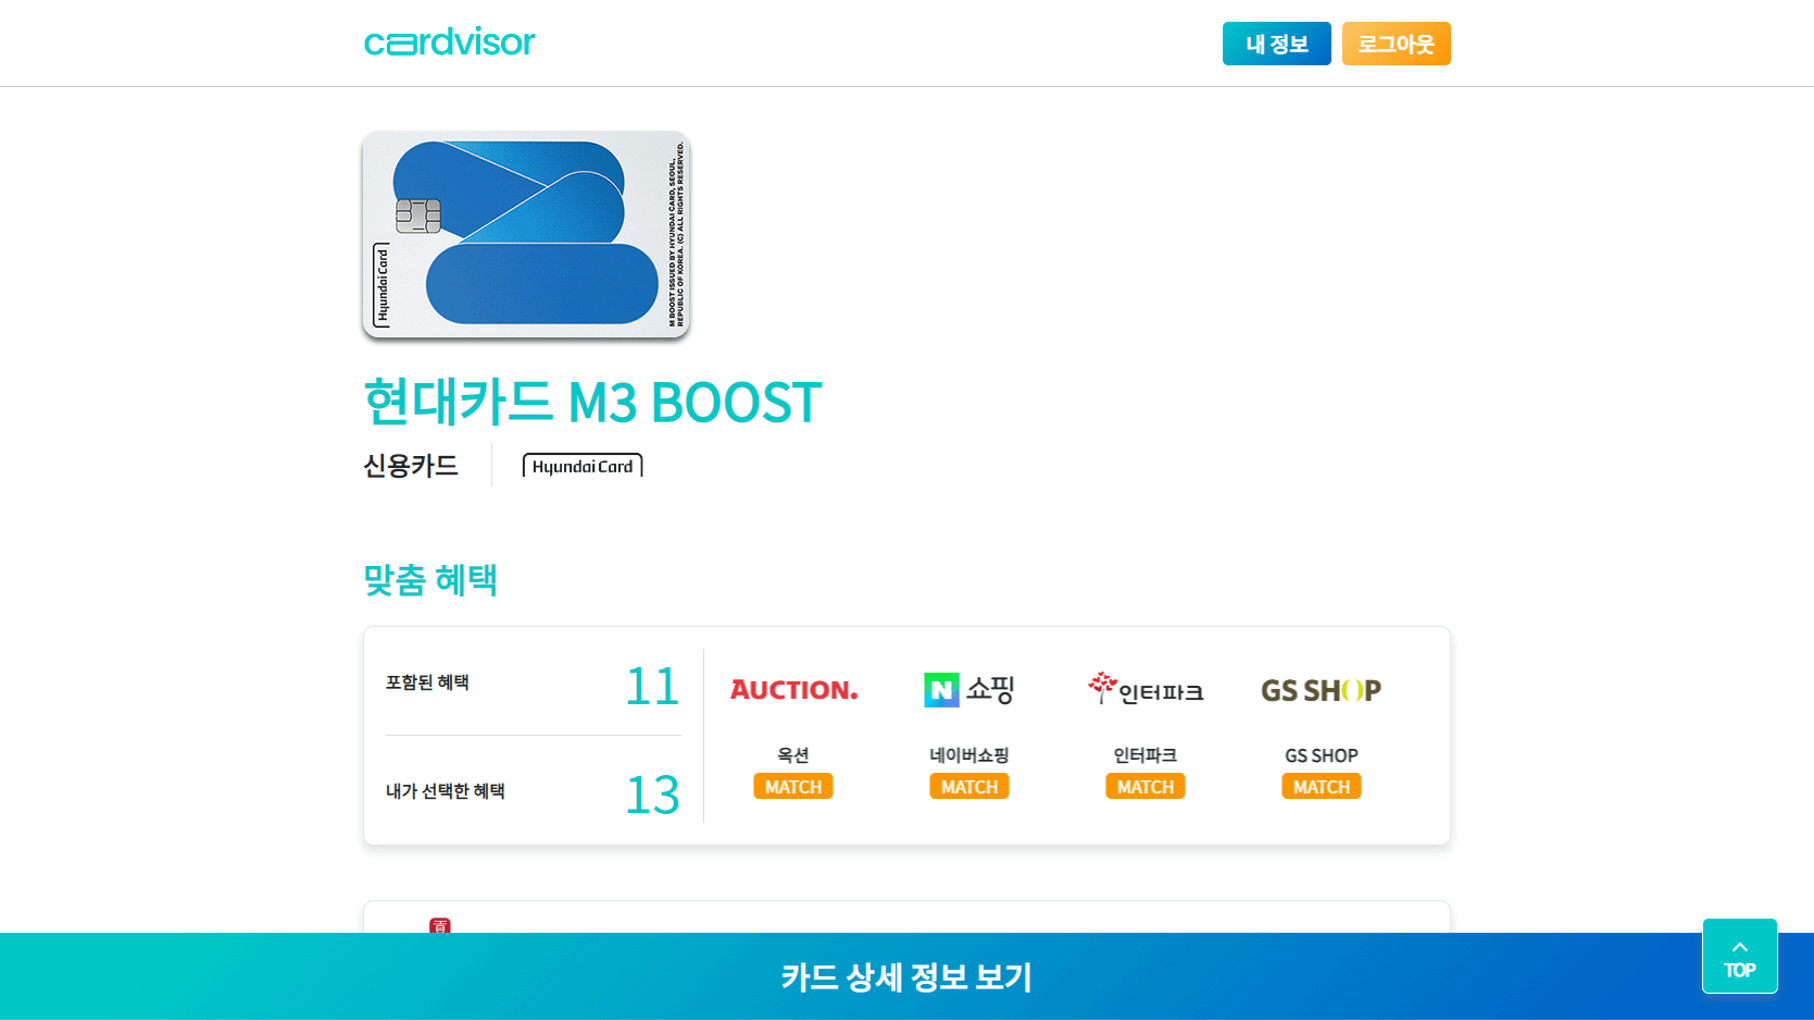 cardvisor
내 정보
로그아웃
Hyundai Card
M BOOST ISSUED BY HYUNDAI CARD, SEOUL,
REPUBLIC OF KOREA. (C) ALL RIGHTS RESERVED.
현대카드 M3 BOOST
신용카드
Hyundai Card
맞춤 혜택
포함된 혜택 11
내가 선택한 혜택 13
AUCTION.
옥션
MATCH
N 쇼핑
네이버쇼핑
MATCH
인터파크
인터파크
MATCH
GS SHOP
GS SHOP
MATCH
카드 상세 정보 보기
TOP